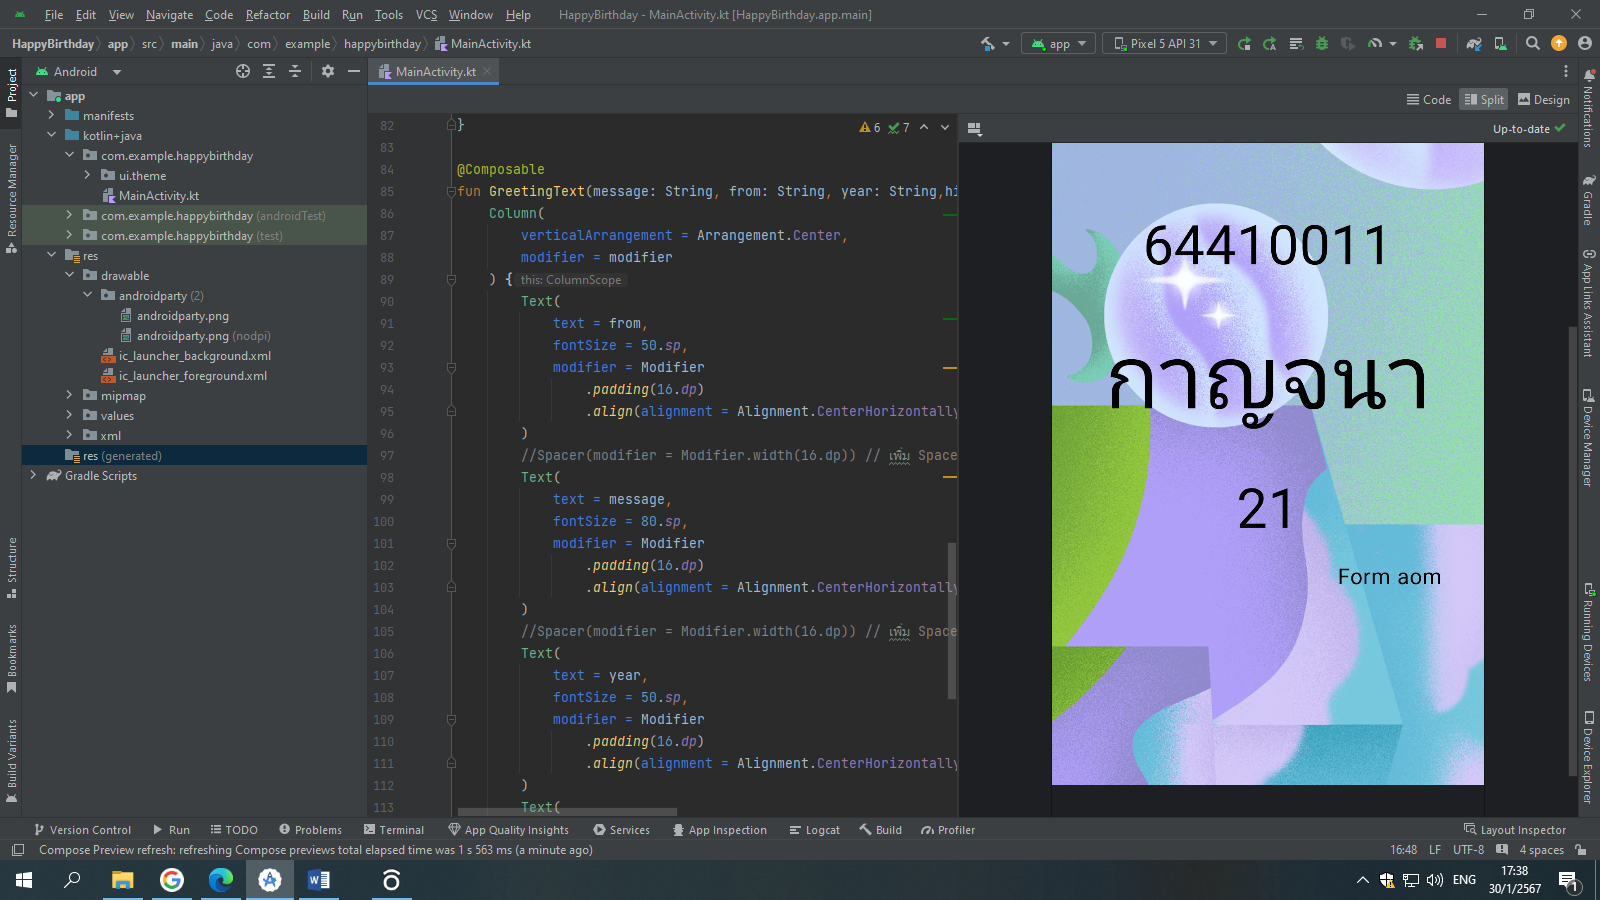 File Edit View Navigate Code Refactor Build Run Tools VCS Window Help HappyBirthday - MainActivity.kt [HappyBirthday.app.main]
HappyBirthday app src main java com example happybirthday MainActivity.kt app Pixel 5 API 31
Android MainActivity.kt
Code Split Design
Up-to-date
Project
Resource Manager
Structure
Bookmarks
Build Variants
app
manifests
kotlin+java
com.example.happybirthday
ui.theme
MainActivity.kt
com.example.happybirthday (androidTest)
com.example.happybirthday (test)
res
drawable
androidparty (2)
androidparty.png
androidparty.png (nodpi)
ic_launcher_background.xml
ic_launcher_foreground.xml
mipmap
values
xml
res (generated)
Gradle Scripts
6 7
82 }
83
84 @Composable
85 fun GreetingText(message: String, from: String, year: String,hi
86 Column(
87 verticalArrangement = Arrangement.Center,
88 modifier = modifier
89 ) { this: ColumnScope
90 Text(
91 text = from,
92 fontSize = 50.sp,
93 modifier = Modifier
94 .padding(16.dp)
95 .align(alignment = Alignment.CenterHorizontally
96 )
97 //Spacer(modifier = Modifier.width(16.dp)) // เพิ่ม Space
98 Text(
99 text = message,
100 fontSize = 80.sp,
101 modifier = Modifier
102 .padding(16.dp)
103 .align(alignment = Alignment.CenterHorizontally
104 )
105 //Spacer(modifier = Modifier.width(16.dp)) // เพิ่ม Space
106 Text(
107 text = year,
108 fontSize = 50.sp,
109 modifier = Modifier
110 .padding(16.dp)
111 .align(alignment = Alignment.CenterHorizontally
112 )
113 Text(
64410011
กาญจนา
21
Form aom
Notifications
Gradle
App Links Assistant
Device Manager
Running Devices
Device Explorer
Version Control Run TODO Problems Terminal App Quality Insights Services App Inspection Logcat Build Profiler Layout Inspector
Compose Preview refresh: refreshing Compose previews total elapsed time was 1 s 563 ms (a minute ago) 16:48 LF UTF-8 4 spaces
ENG
17:38
30/1/2567
1